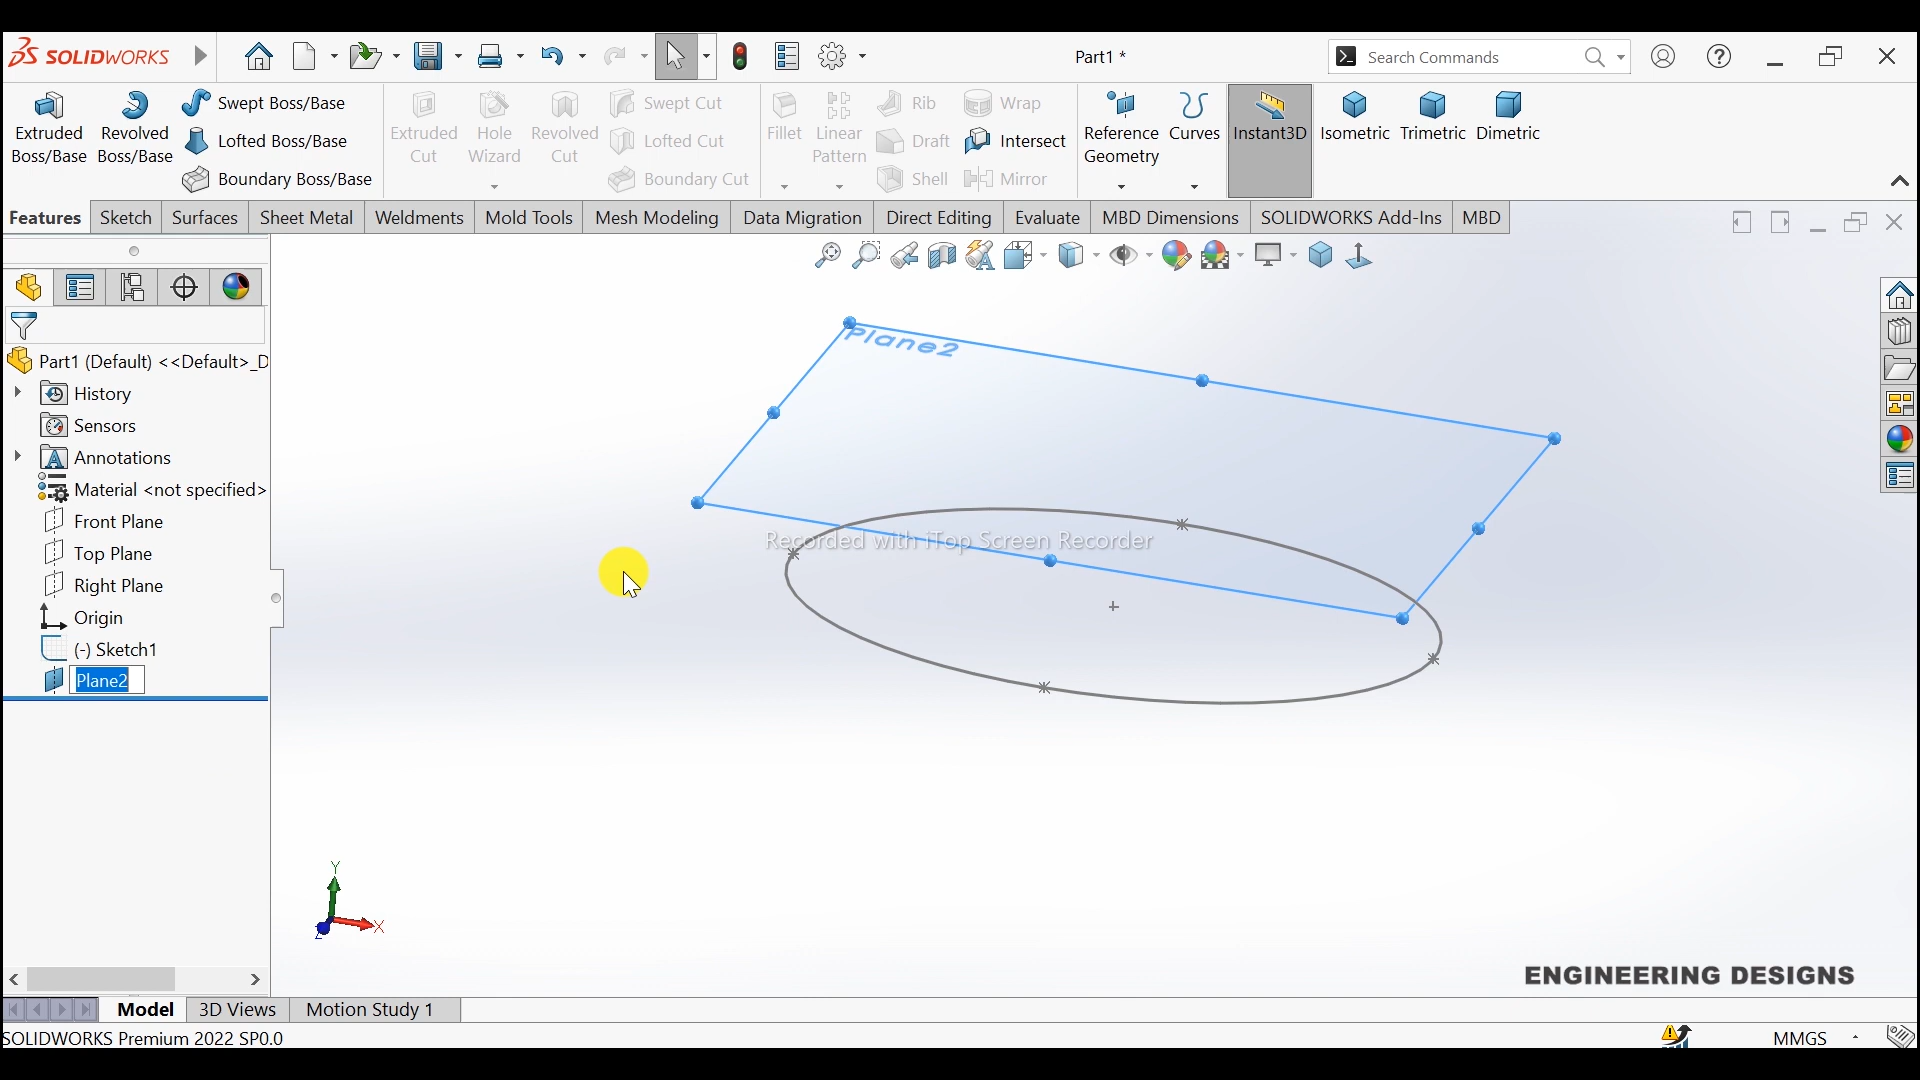 SOLIDWORKS
Part1 *
Search Commands
Extruded Boss/Base
Revolved Boss/Base
Swept Boss/Base
Lofted Boss/Base
Boundary Boss/Base
Extruded Cut
Hole Wizard
Revolved Cut
Swept Cut
Lofted Cut
Boundary Cut
Fillet
Linear Pattern
Rib
Draft
Shell
Wrap
Intersect
Mirror
Reference Geometry
Curves
Instant3D
Isometric
Trimetric
Dimetric
Features
Sketch
Surfaces
Sheet Metal
Weldments
Mold Tools
Mesh Modeling
Data Migration
Direct Editing
Evaluate
MBD Dimensions
SOLIDWORKS Add-Ins
MBD
Part1 (Default) <<Default>_D
History
Sensors
Annotations
Material <not specified>
Front Plane
Top Plane
Right Plane
Origin
(-) Sketch1
Plane2
Plane2
Recorded with iTop Screen Recorder
Y
X
Z
ENGINEERING DESIGNS
Model
3D Views
Motion Study 1
SOLIDWORKS Premium 2022 SP0.0
MMGS